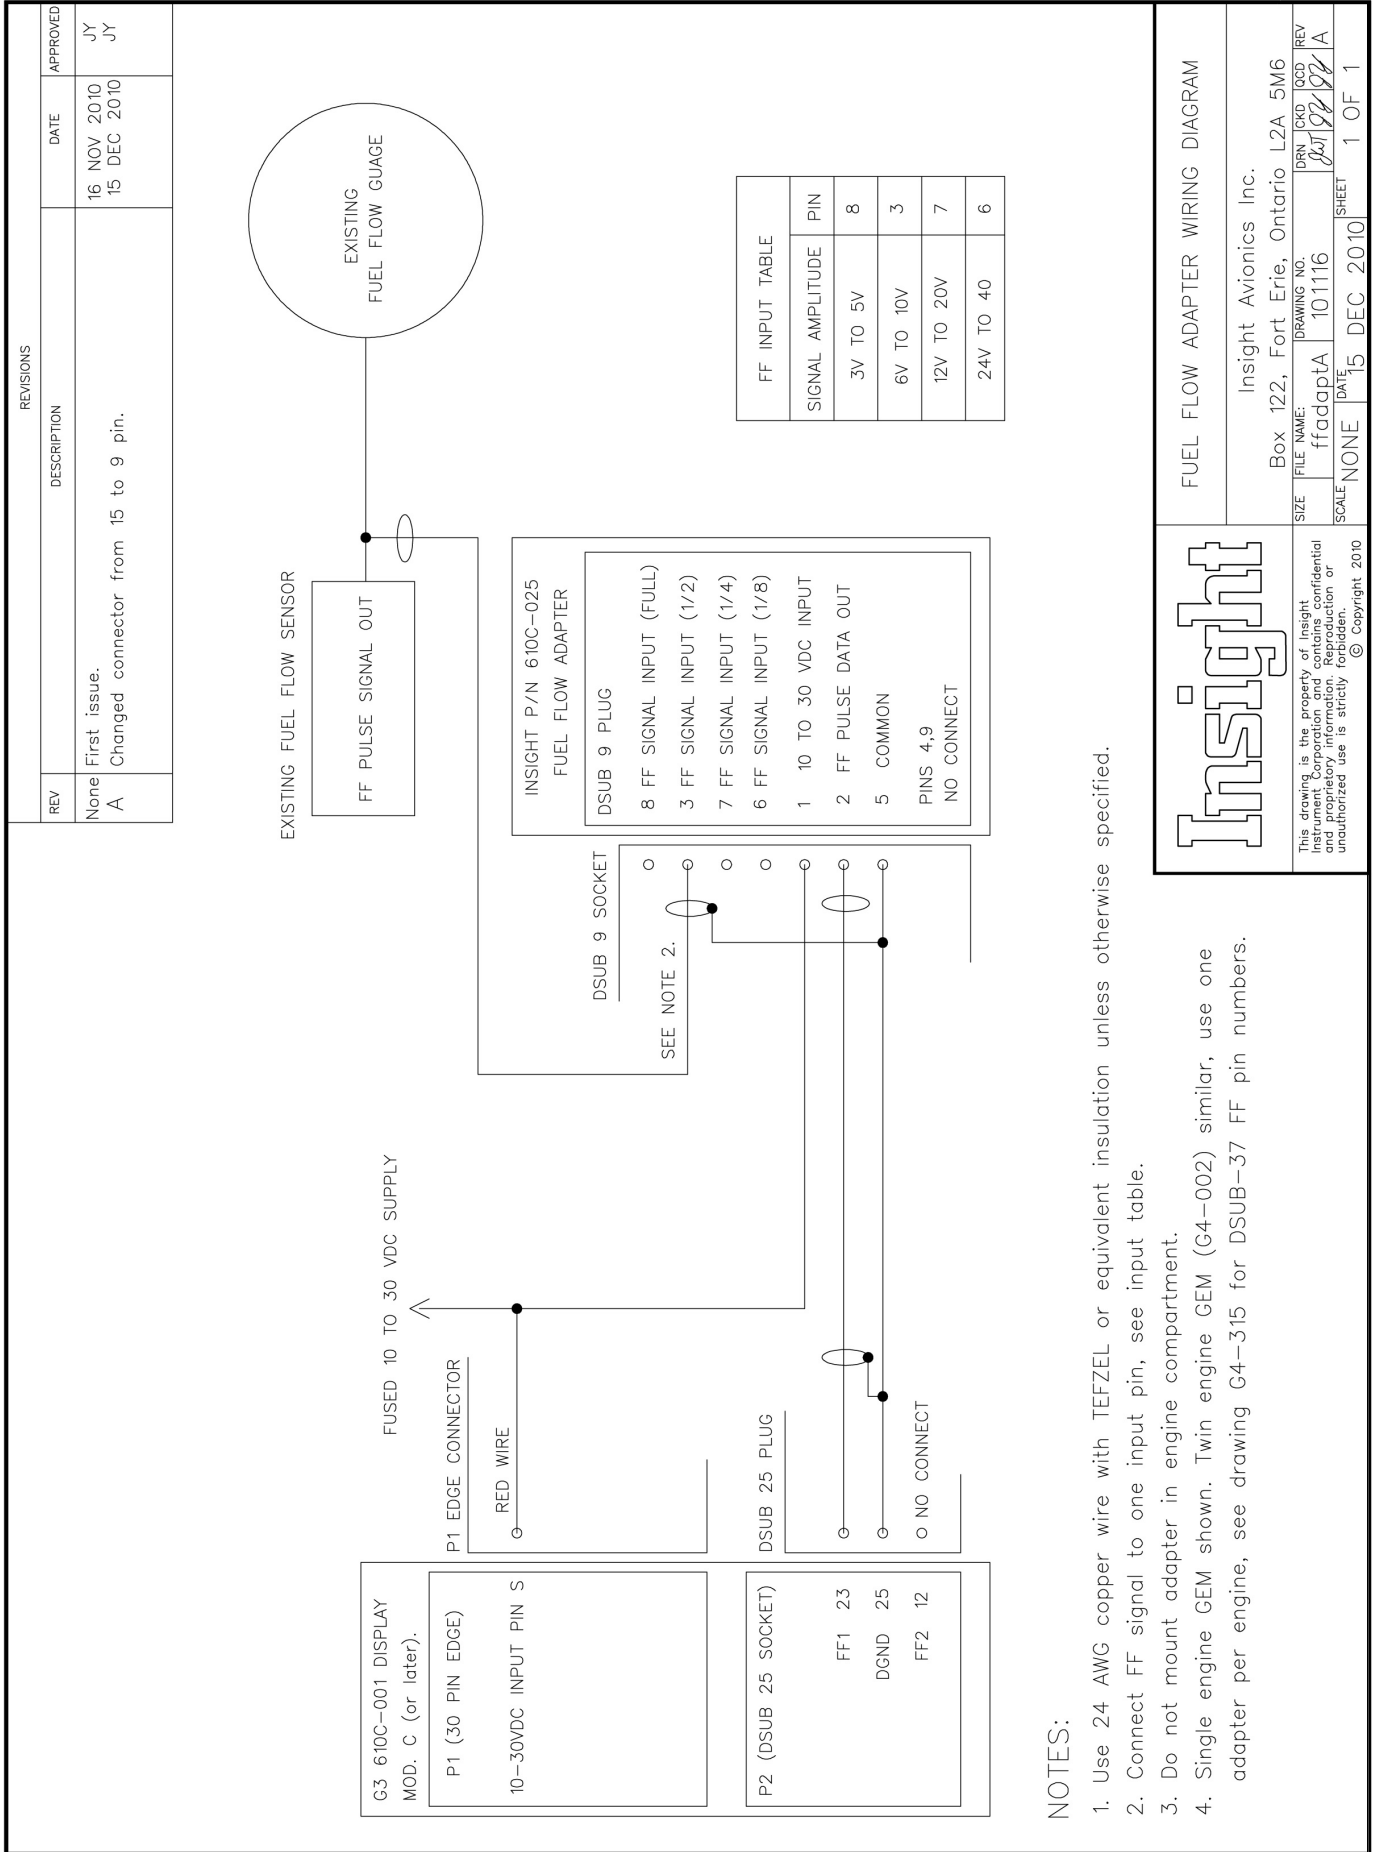 REVISIONS
REV DESCRIPTION DATE APPROVED
None First issue. 16 NOV 2010 JY
A Changed connector from 15 to 9 pin. 15 DEC 2010 JY
EXISTING FUEL FLOW SENSOR
FF PULSE SIGNAL OUT
EXISTING
FUEL FLOW GUAGE
FUSED 10 TO 30 VDC SUPPLY
G3 610C-001 DISPLAY
MOD. C (or later).
P1 (30 PIN EDGE)
10-30VDC INPUT PIN S
P1 EDGE CONNECTOR
RED WIRE
P2 (DSUB 25 SOCKET)
FF1 23
DGND 25
FF2 12
DSUB 25 PLUG
NO CONNECT
DSUB 9 SOCKET
SEE NOTE 2.
INSIGHT P/N 610C-025
FUEL FLOW ADAPTER
DSUB 9 PLUG
8 FF SIGNAL INPUT (FULL)
3 FF SIGNAL INPUT (1/2)
7 FF SIGNAL INPUT (1/4)
6 FF SIGNAL INPUT (1/8)
1 10 TO 30 VDC INPUT
2 FF PULSE DATA OUT
5 COMMON
PINS 4,9
NO CONNECT
FF INPUT TABLE
SIGNAL AMPLITUDE PIN
3V TO 5V 8
6V TO 10V 3
12V TO 20V 7
24V TO 40 6
NOTES:
1. Use 24 AWG copper wire with TEFZEL or equivalent insulation unless otherwise specified.
2. Connect FF signal to one input pin, see input table.
3. Do not mount adapter in engine compartment.
4. Single engine GEM shown. Twin engine GEM (G4-002) similar, use one
adapter per engine, see drawing G4-315 for DSUB-37 FF pin numbers.
Insight
This drawing is the property of Insight
Instrument Corporation and contains confidential
and proprietary information. Reproduction or
unauthorized use is strictly forbidden.
© Copyright 2010
FUEL FLOW ADAPTER WIRING DIAGRAM
Insight Avionics Inc.
Box 122, Fort Erie, Ontario L2A 5M6
SIZE FILE NAME: DRAWING NO. DRN CKD QCD REV
ffadaptA 101116 A
SCALE NONE DATE 15 DEC 2010 SHEET 1 OF 1